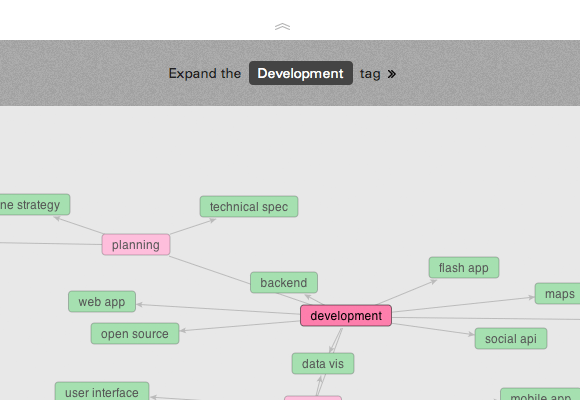 Expand the Development tag »
ne strategy
technical spec
planning
flash app
backend
maps
web app
development
open source
social api
data vis
user interface
mobile app